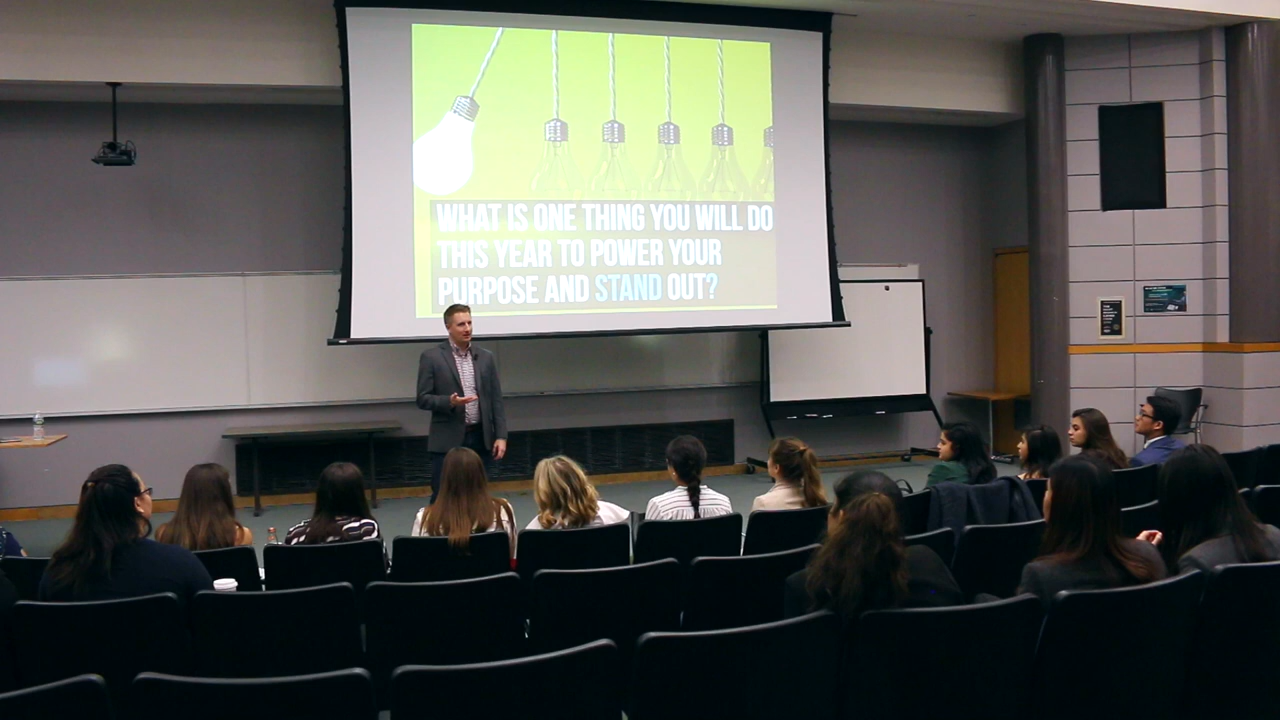 WHAT IS ONE THING YOU WILL DO
THIS YEAR TO POWER YOUR
PURPOSE AND STAND OUT?